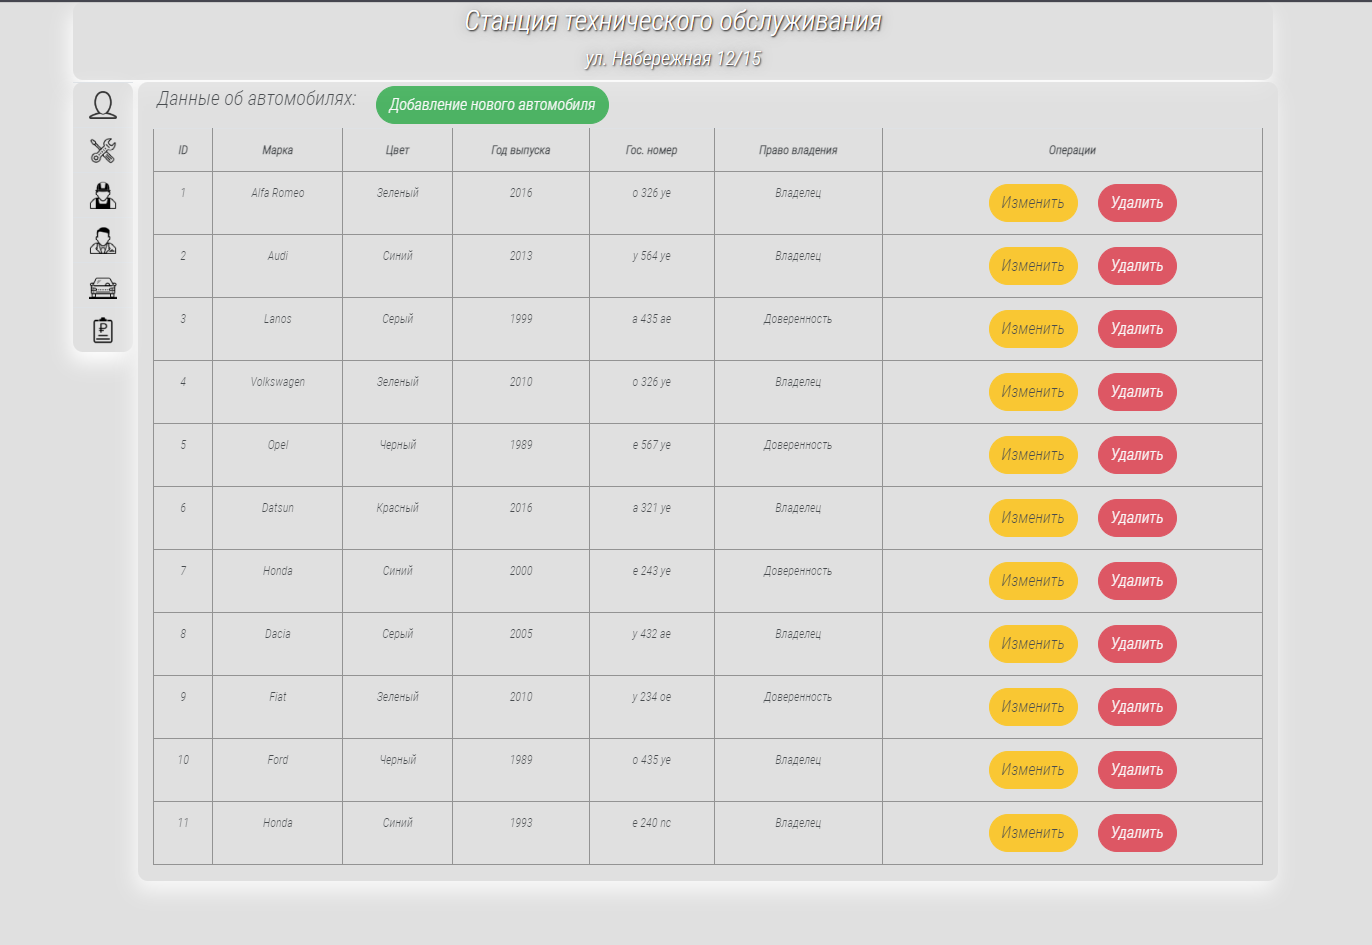 Станция технического обслуживания
ул. Набережная 12/15
Данные об автомобилях: Добавление нового автомобиля
ID Марка Цвет Год выпуска Гос. номер Право владения Операции
1 Alfa Romeo Зеленый 2016 о 326 уе Владелец Изменить Удалить
2 Audi Синий 2013 у 564 уе Владелец Изменить Удалить
3 Lanos Серый 1999 а 435 ае Доверенность Изменить Удалить
4 Volkswagen Зеленый 2010 о 326 уе Владелец Изменить Удалить
5 Opel Черный 1989 е 567 уе Доверенность Изменить Удалить
6 Datsun Красный 2016 а 321 уе Владелец Изменить Удалить
7 Honda Синий 2000 е 243 уе Доверенность Изменить Удалить
8 Dacia Серый 2005 у 432 ае Владелец Изменить Удалить
9 Fiat Зеленый 2010 у 234 ое Доверенность Изменить Удалить
10 Ford Черный 1989 о 435 уе Владелец Изменить Удалить
11 Honda Синий 1993 е 240 пс Владелец Изменить Удалить